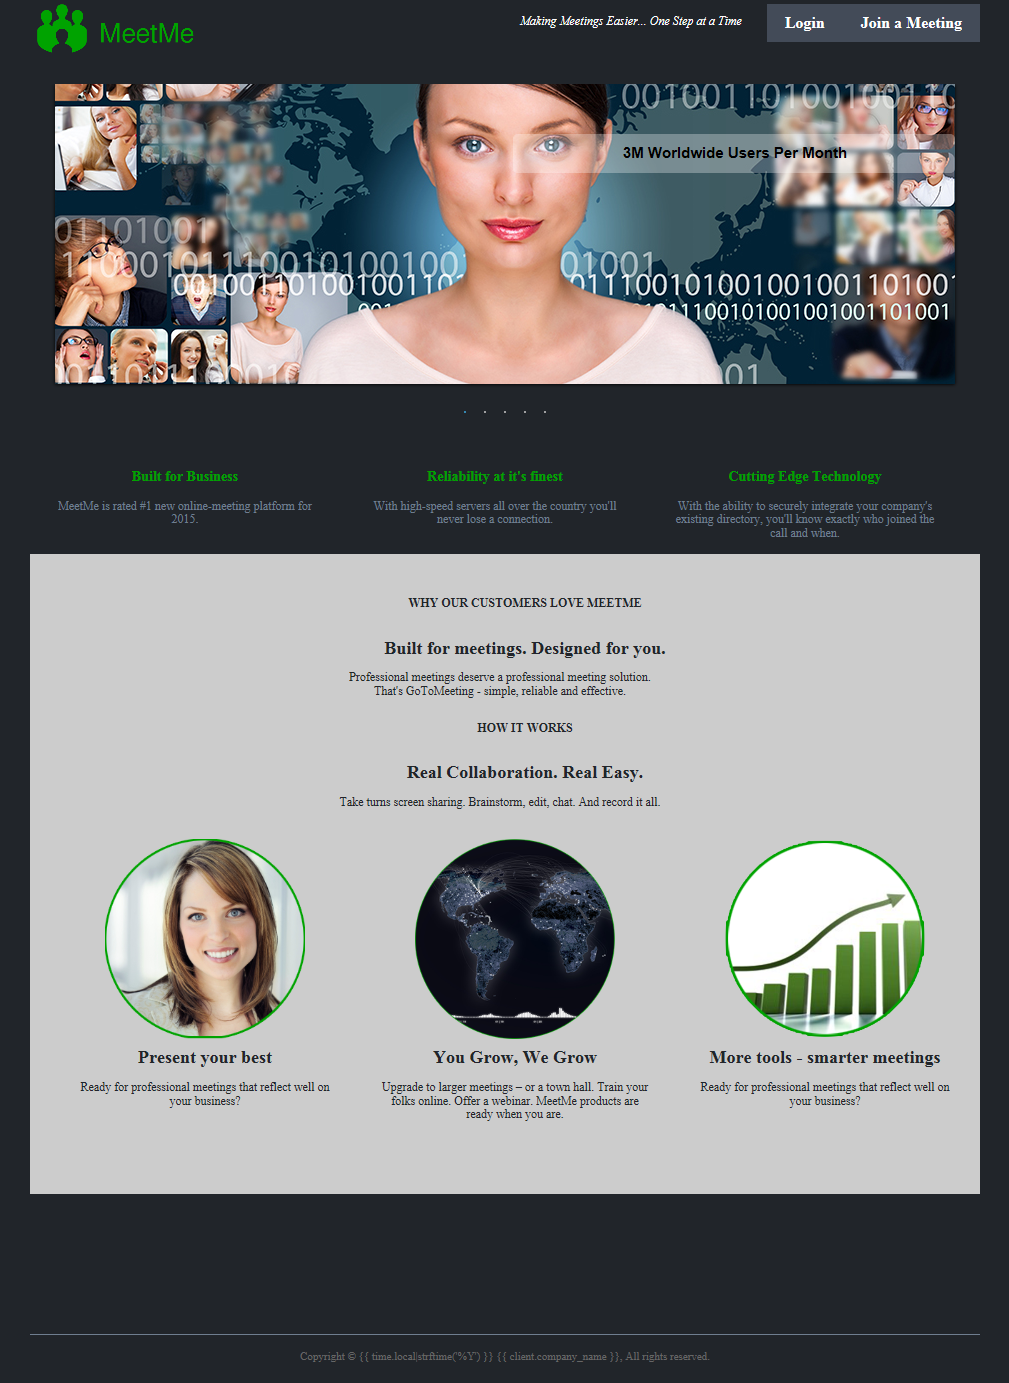 MeetMe
Making Meetings Easier... One Step at a Time
Login
Join a Meeting
001001101001001101
3M Worldwide Users Per Month
01101001
Built for Business
MeetMe is rated #1 new online-meeting platform for
2015.
Reliability at it's finest
With high-speed servers all over the country you'll
never lose a connection.
Cutting Edge Technology
With the ability to securely integrate your company's
existing directory, you'll know exactly who joined the
call and when.
WHY OUR CUSTOMERS LOVE MEETME
Built for meetings. Designed for you.
Professional meetings deserve a professional meeting solution.
That's GoToMeeting - simple, reliable and effective.
HOW IT WORKS
Real Collaboration. Real Easy.
Take turns screen sharing. Brainstorm, edit, chat. And record it all.
Present your best
Ready for professional meetings that reflect well on
your business?
You Grow, We Grow
Upgrade to larger meetings – or a town hall. Train your
folks online. Offer a webinar. MeetMe products are
ready when you are.
More tools - smarter meetings
Ready for professional meetings that reflect well on
your business?
Copyright © {{ time.local|strftime('%Y') }} {{ client.company_name }}, All rights reserved.